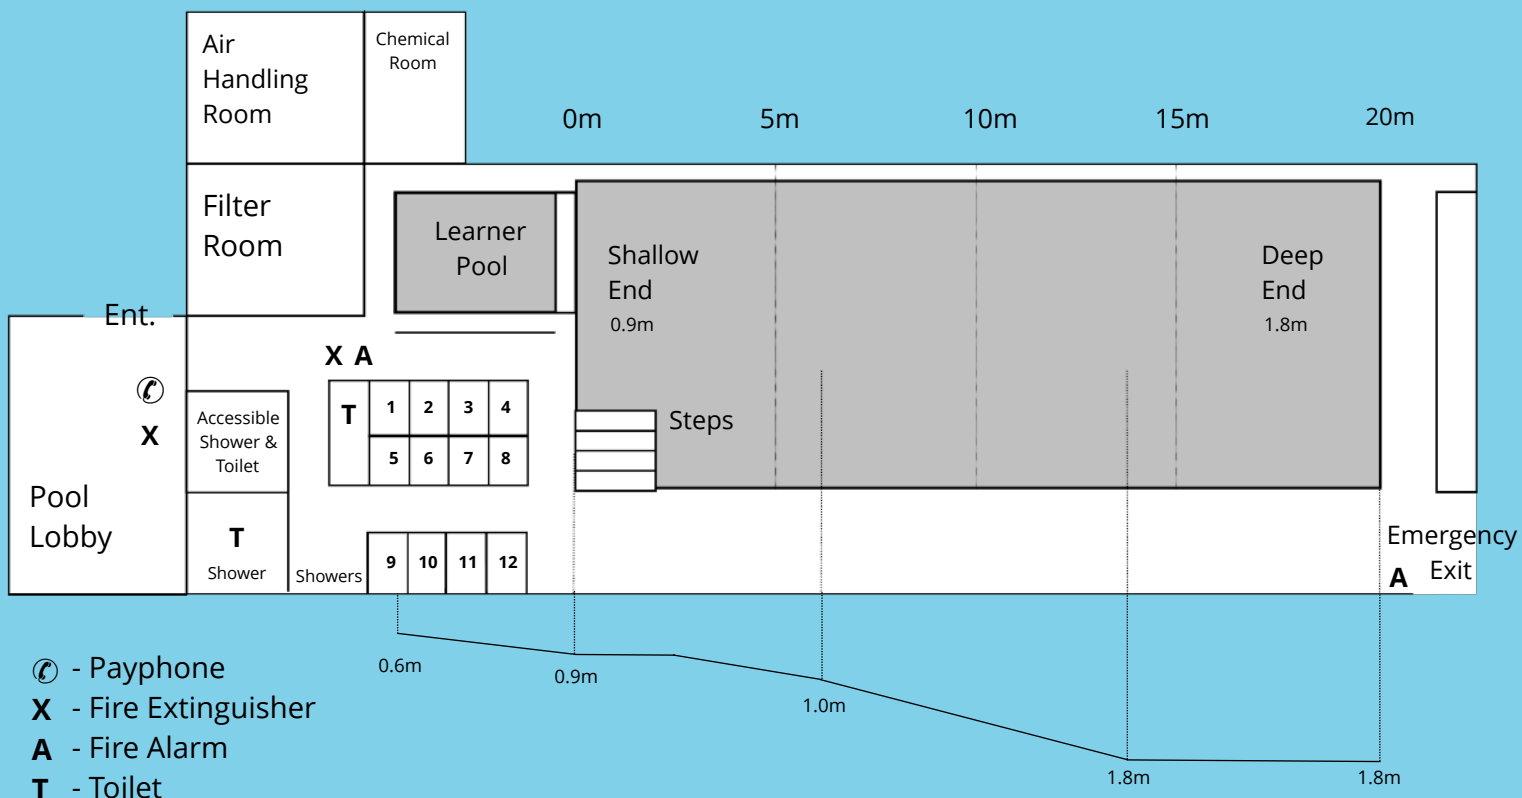 Air
Handling
Room
Chemical
Room
0m
5m
10m
15m
20m
Filter
Room
Learner
Pool
Shallow
End
0.9m
Deep
End
1.8m
Ent.
X A
✆
X
Accessible
Shower &
Toilet
T
1 2 3 4
5 6 7 8
Steps
Pool
Lobby
T
Shower
Showers
9 10 11 12
Emergency
Exit
A
0.6m
0.9m
1.0m
1.8m
1.8m
✆ - Payphone
X - Fire Extinguisher
A - Fire Alarm
T - Toilet